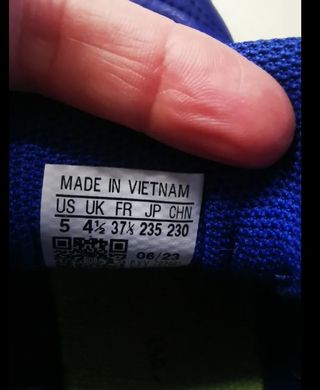 MADE IN VIETNAM
US UK FR JP CHN
5 4½ 37⅓ 235 230
06/23